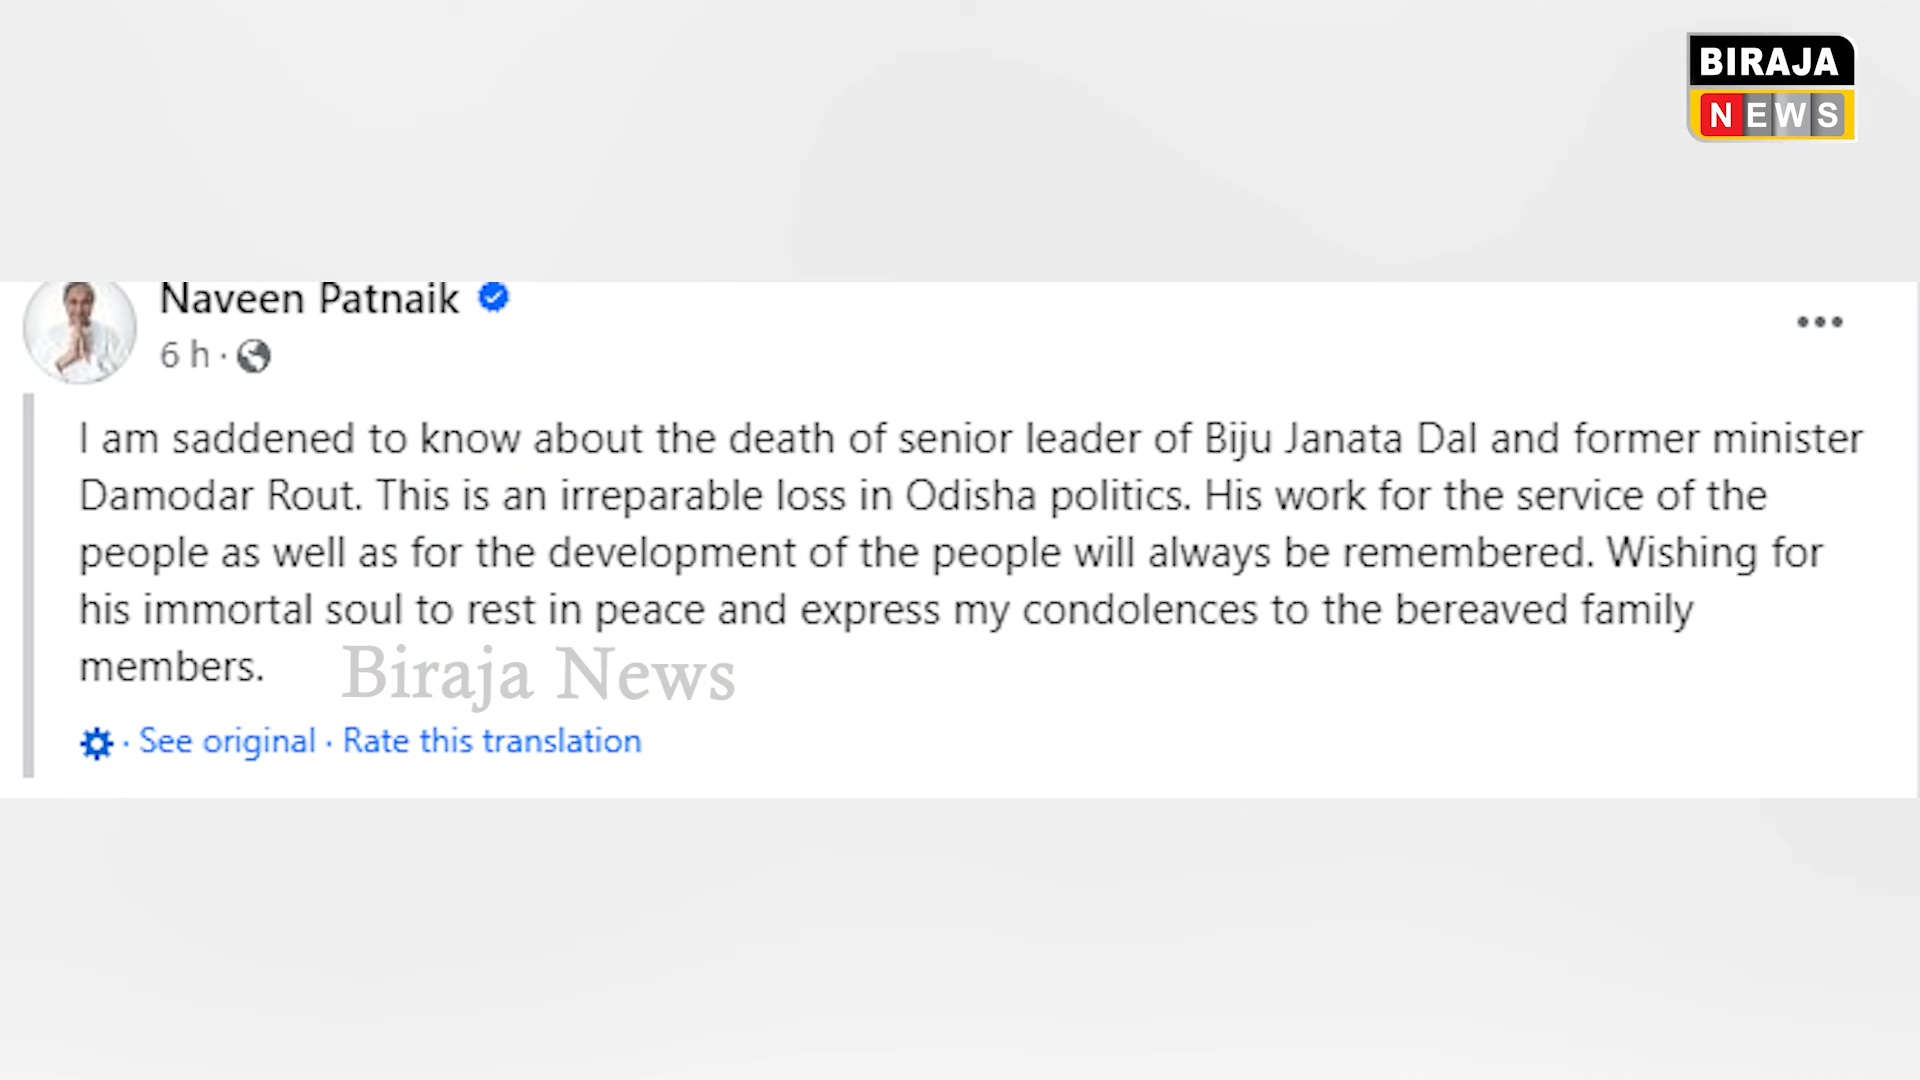 BIRAJA
NEWS
Naveen Patnaik
6 h ·
I am saddened to know about the death of senior leader of Biju Janata Dal and former minister
Damodar Rout. This is an irreparable loss in Odisha politics. His work for the service of the
people as well as for the development of the people will always be remembered. Wishing for
his immortal soul to rest in peace and express my condolences to the bereaved family
members.
Biraja News
· See original · Rate this translation